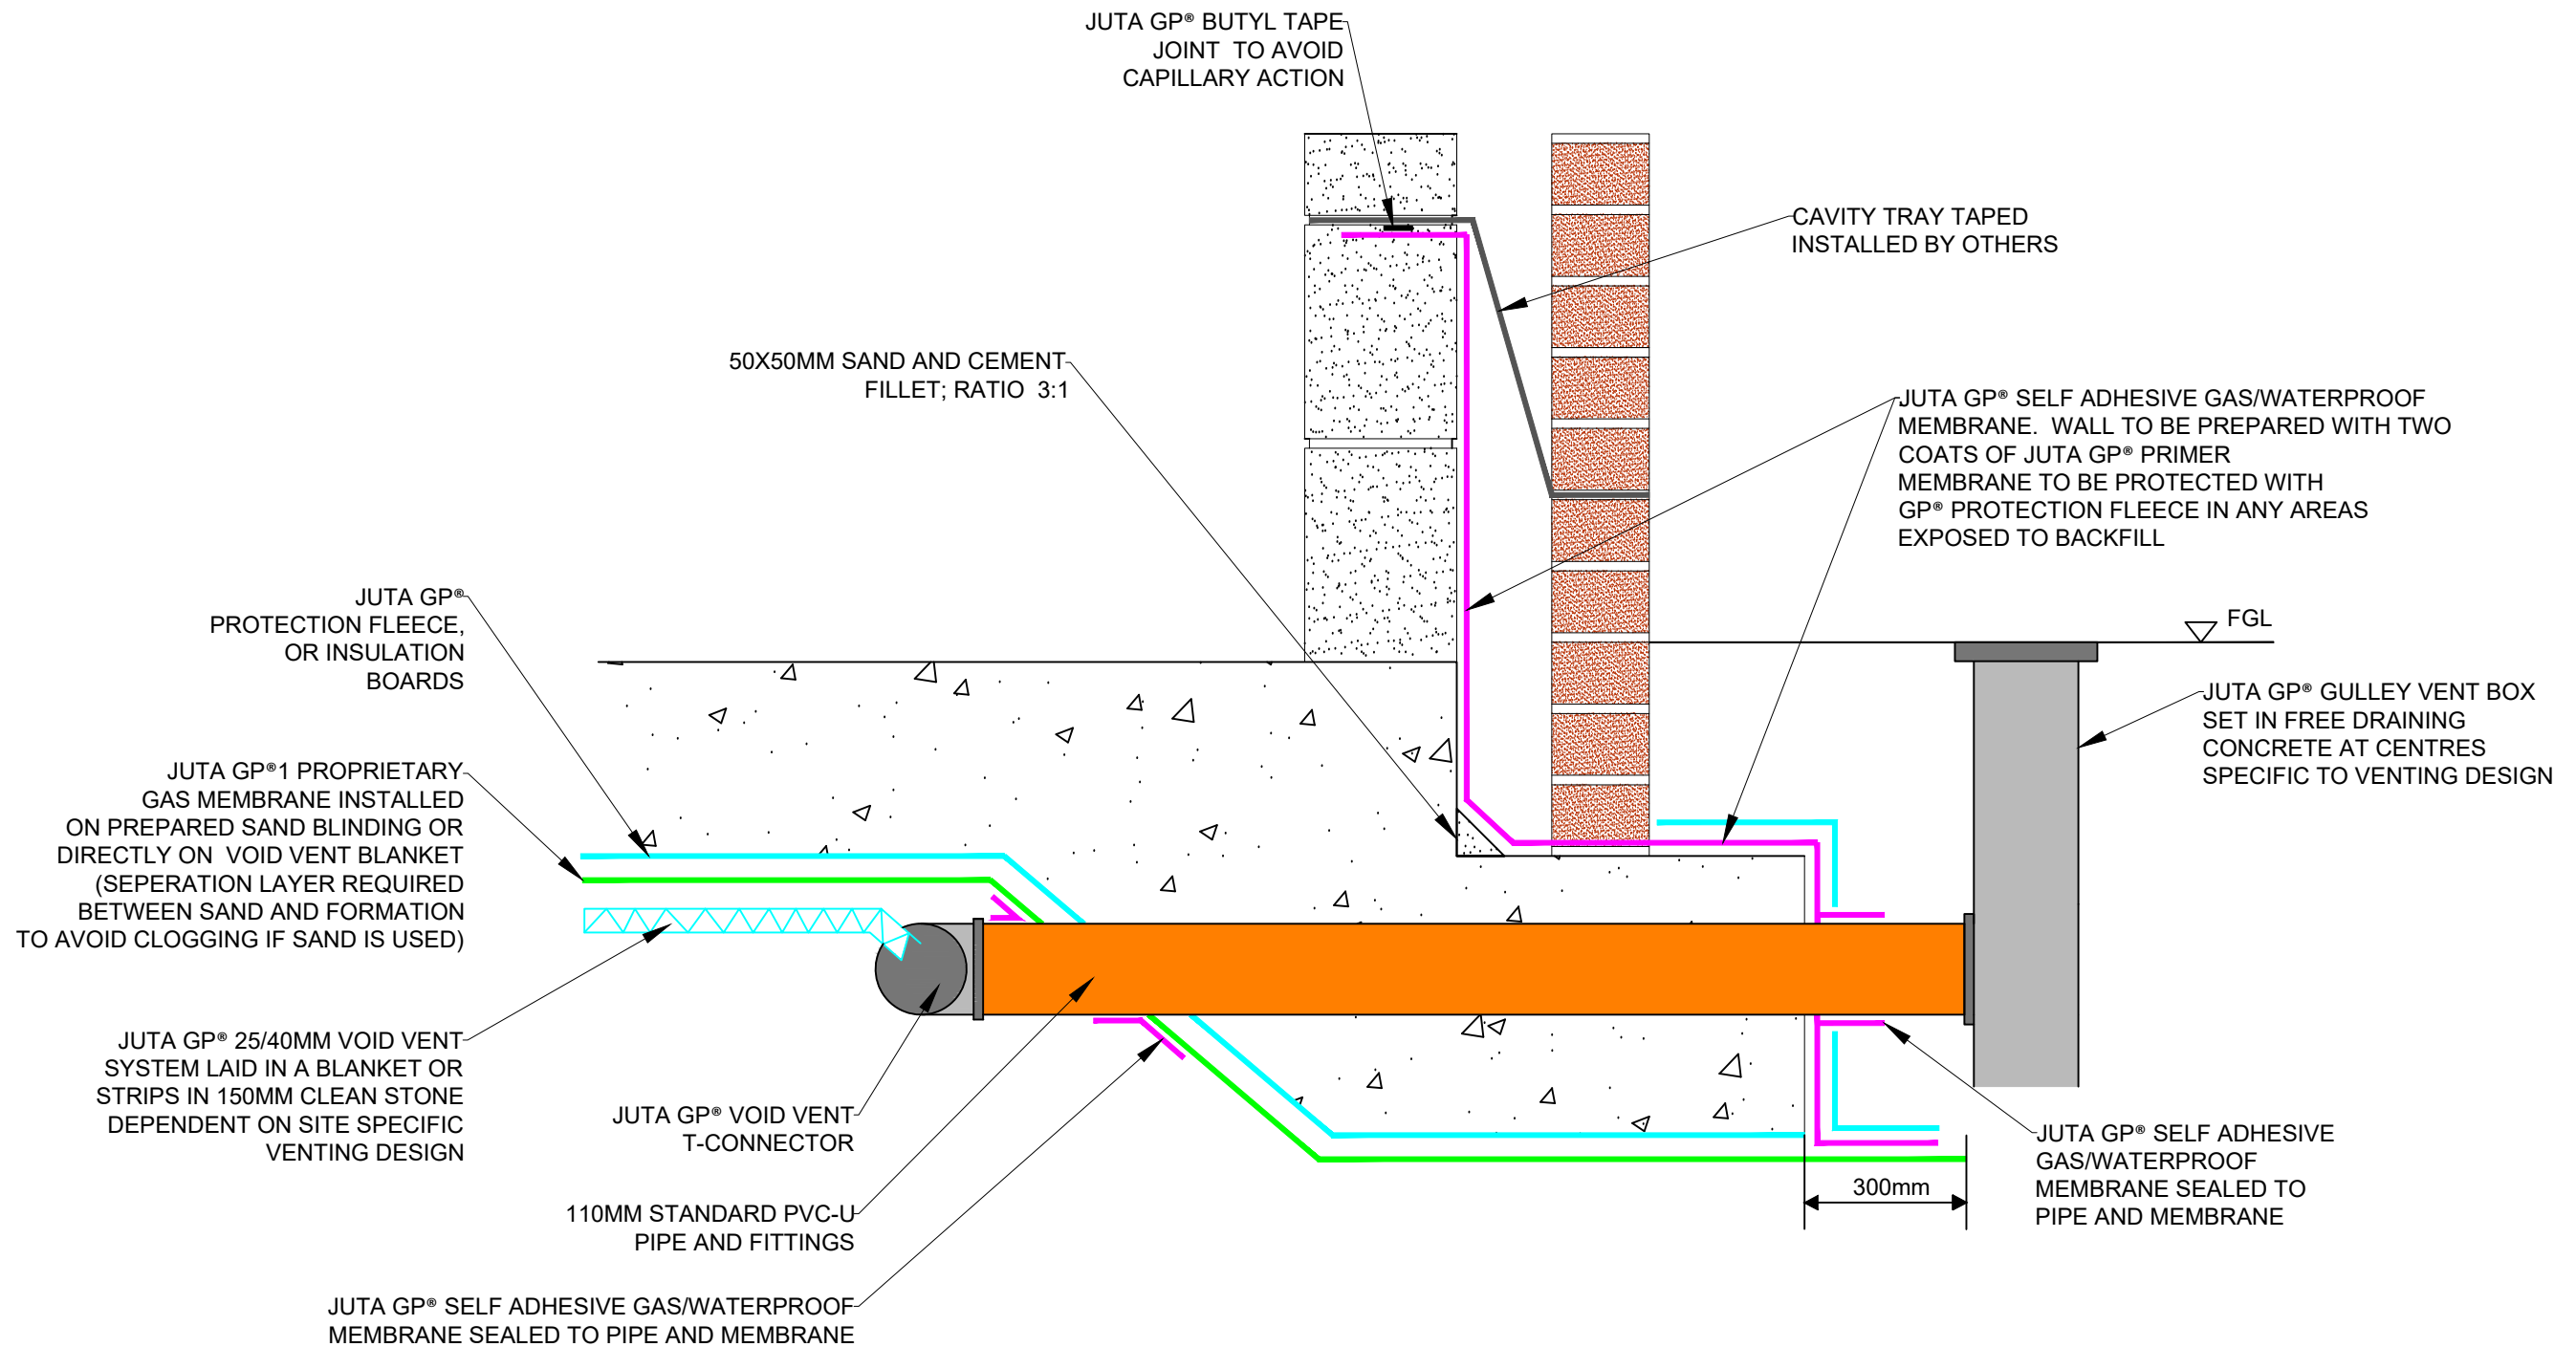 JUTA GP® BUTYL TAPE
JOINT TO AVOID
CAPILLARY ACTION
CAVITY TRAY TAPED
INSTALLED BY OTHERS
50X50MM SAND AND CEMENT
FILLET; RATIO 3:1
JUTA GP® SELF ADHESIVE GAS/WATERPROOF
MEMBRANE. WALL TO BE PREPARED WITH TWO
COATS OF JUTA GP® PRIMER
MEMBRANE TO BE PROTECTED WITH
GP® PROTECTION FLEECE IN ANY AREAS
EXPOSED TO BACKFILL
JUTA GP®
PROTECTION FLEECE,
OR INSULATION
BOARDS
FGL
JUTA GP® GULLEY VENT BOX
SET IN FREE DRAINING
CONCRETE AT CENTRES
SPECIFIC TO VENTING DESIGN
JUTA GP®1 PROPRIETARY
GAS MEMBRANE INSTALLED
ON PREPARED SAND BLINDING OR
DIRECTLY ON VOID VENT BLANKET
(SEPERATION LAYER REQUIRED
BETWEEN SAND AND FORMATION
TO AVOID CLOGGING IF SAND IS USED)
JUTA GP® 25/40MM VOID VENT
SYSTEM LAID IN A BLANKET OR
STRIPS IN 150MM CLEAN STONE
DEPENDENT ON SITE SPECIFIC
VENTING DESIGN
JUTA GP® VOID VENT
T-CONNECTOR
JUTA GP® SELF ADHESIVE
GAS/WATERPROOF
MEMBRANE SEALED TO
PIPE AND MEMBRANE
300mm
110MM STANDARD PVC-U
PIPE AND FITTINGS
JUTA GP® SELF ADHESIVE GAS/WATERPROOF
MEMBRANE SEALED TO PIPE AND MEMBRANE